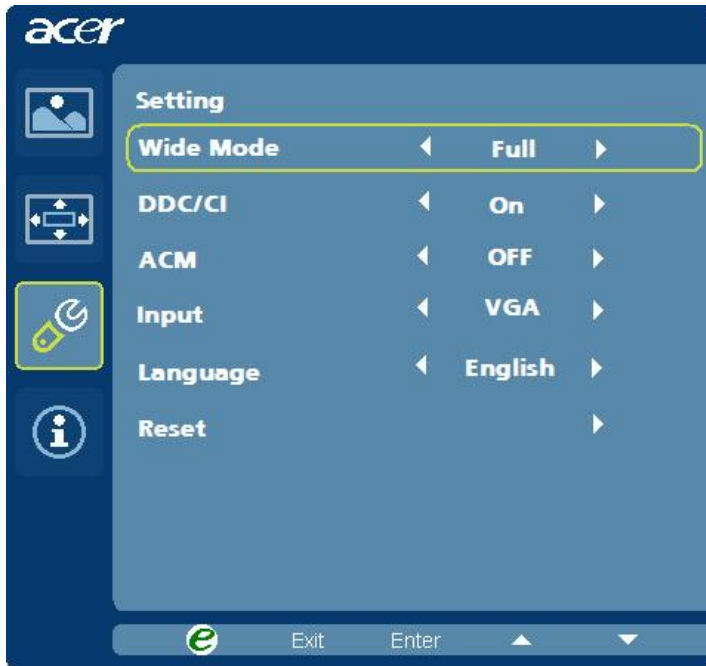 acer
Setting
Wide Mode Full
DDC/CI On
ACM OFF
Input VGA
Language English
Reset
e Exit Enter